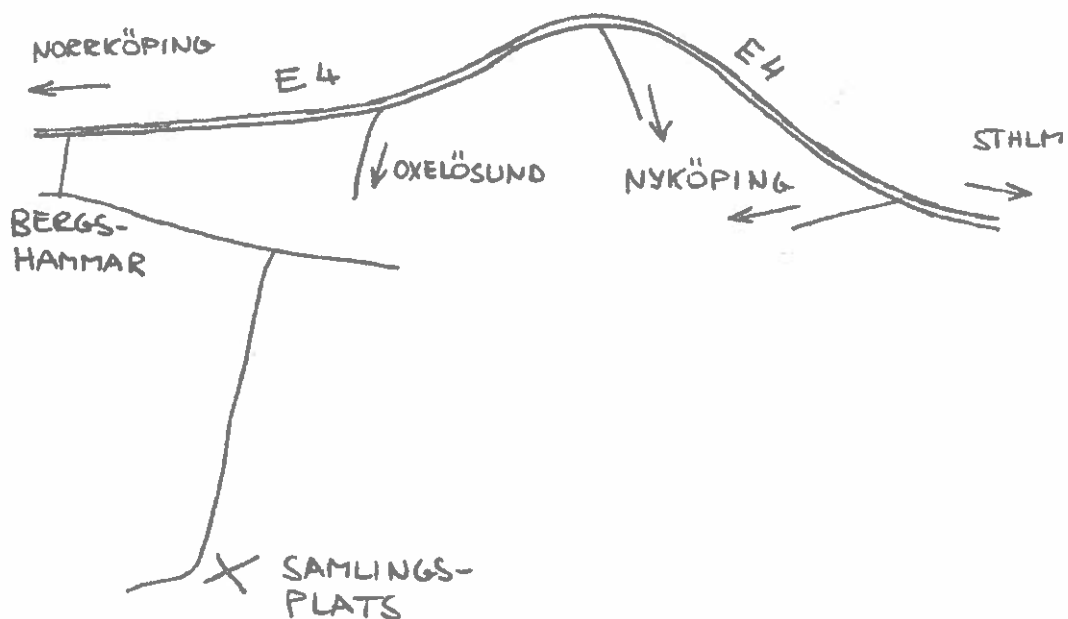 NORRKÖPING
E4
E4
STHLM
OXELÖSUND
NYKÖPING
BERGS-
HAMMAR
SAMLINGS-
PLATS